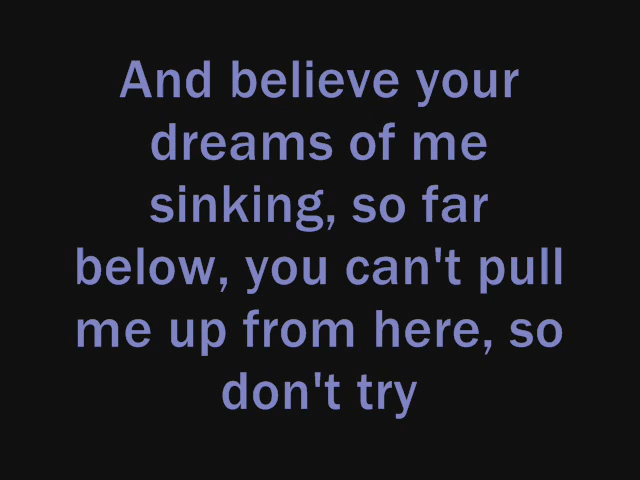 And believe your
dreams of me
sinking, so far
below, you can't pull
me up from here, so
don't try